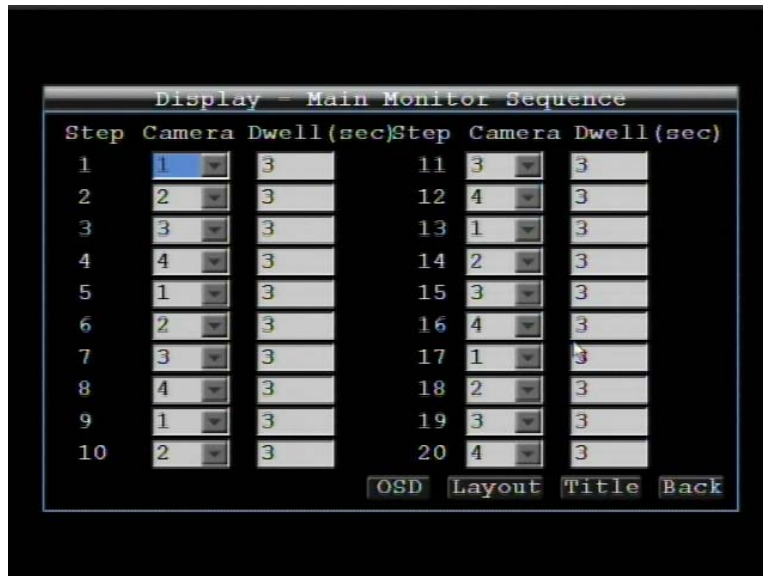 Display - Main Monitor Sequence
Step Camera Dwell(sec)Step Camera Dwell(sec)
1 1 3 11 3 3
2 2 3 12 4 3
3 3 3 13 1 3
4 4 3 14 2 3
5 1 3 15 3 3
6 2 3 16 4 3
7 3 3 17 1 3
8 4 3 18 2 3
9 1 3 19 3 3
10 2 3 20 4 3
OSD Layout Title Back